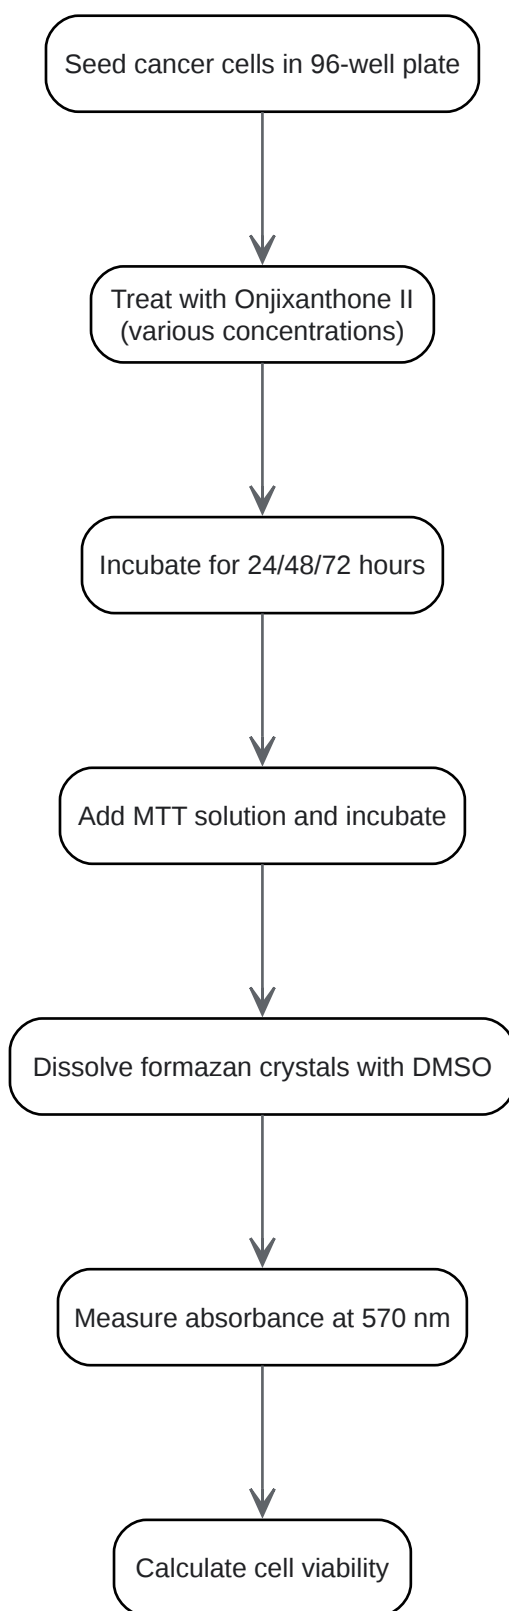 Seed cancer cells in 96-well plate
Treat with Onjixanthone II
(various concentrations)
Incubate for 24/48/72 hours
Add MTT solution and incubate
Dissolve formazan crystals with DMSO
Measure absorbance at 570 nm
Calculate cell viability